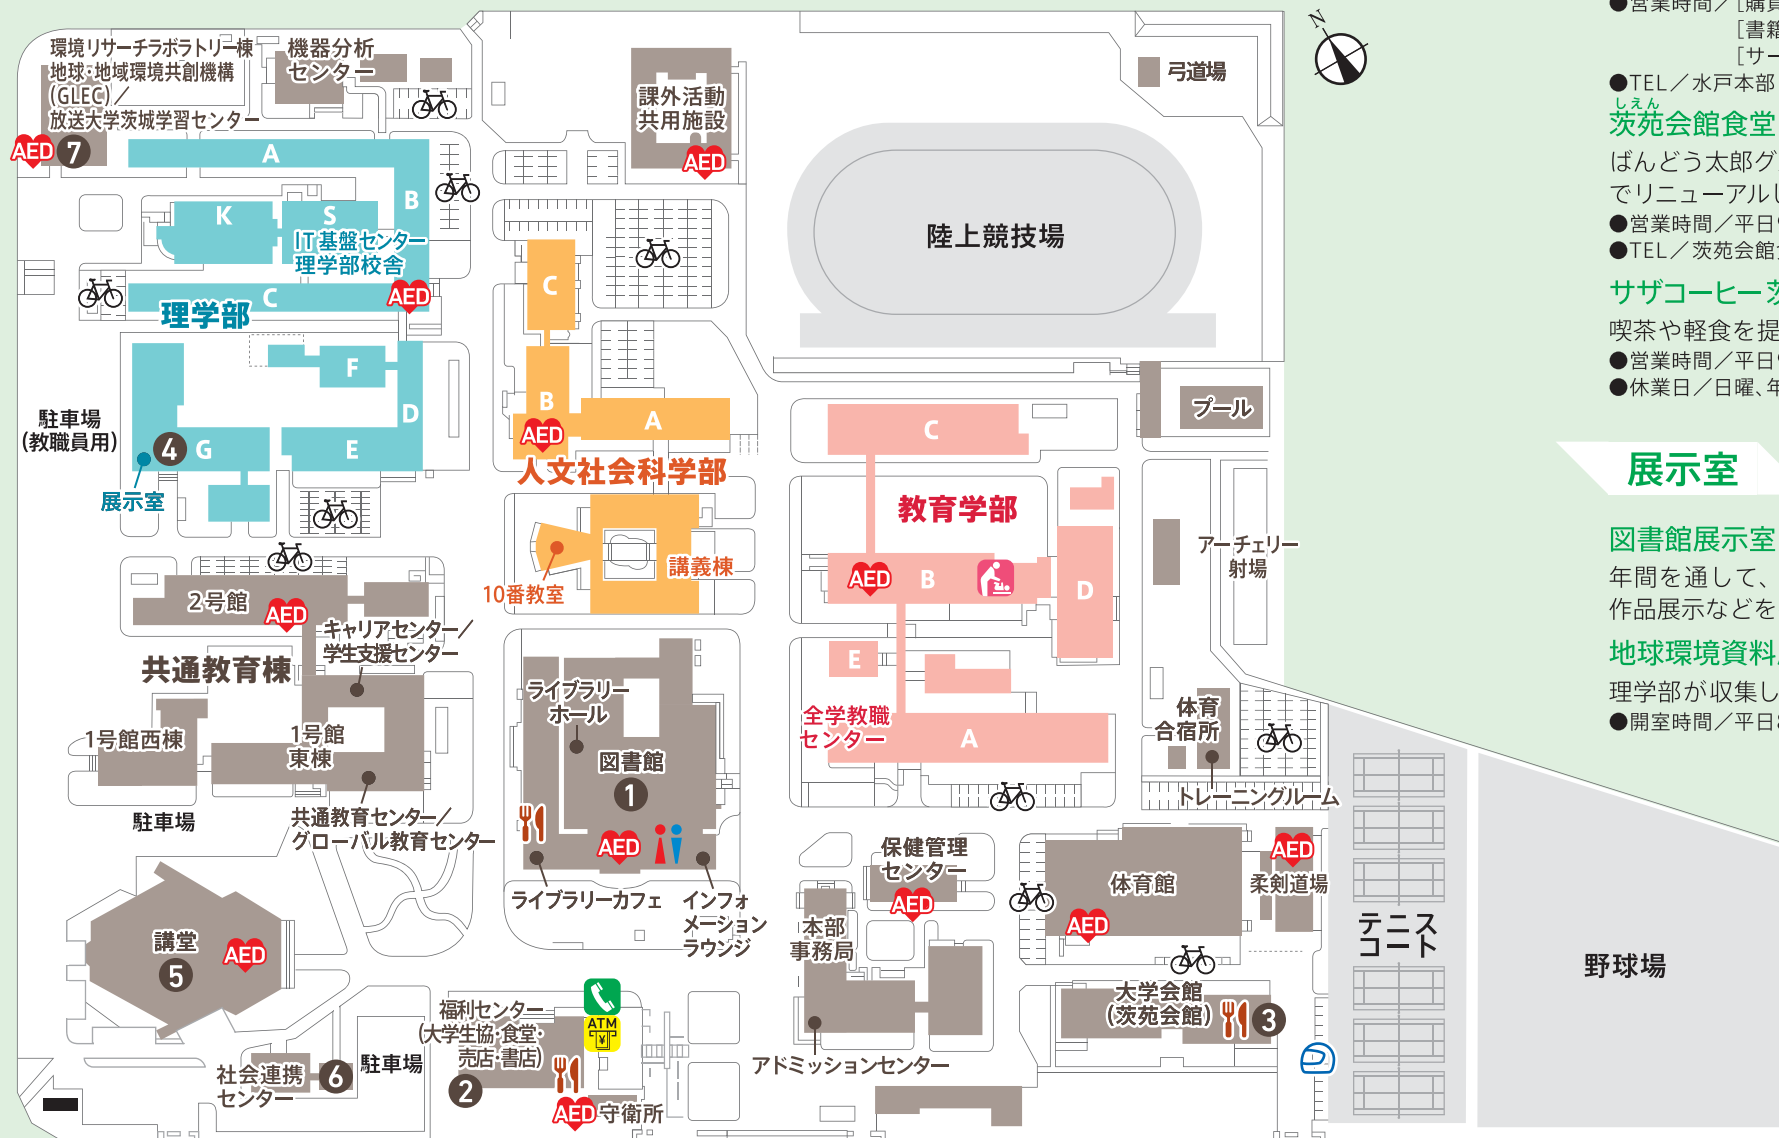 環境リサーチラボラトリー棟
地球・地域環境共創機構
(GLEC)／
放送大学茨城学習センター
AED
7
機器分析
センター
A
B
K
S
IT基盤センター
理学部校舎
C
AED
理学部
F
D
駐車場
(教職員用)
4
G
E
展示室
課外活動
共用施設
AED
弓道場
N
陸上競技場
C
B
A
AED
人文社会科学部
10番教室
講義棟
プール
C
教育学部
AED
B
D
E
全学教職
センター
A
アーチェリー
射場
体育
合宿所
トレーニングルーム
2号館
AED
キャリアセンター／
学生支援センター
共通教育棟
1号館西棟
1号館
東棟
駐車場
共通教育センター／
グローバル教育センター
ライブラリー
ホール
図書館
1
AED
ライブラリーカフェ
インフォ
メーション
ラウンジ
保健管理
センター
AED
本部
事務局
アドミッションセンター
体育館
AED
AED
柔剣道場
大学会館
(茨苑会館)
3
テニス
コート
野球場
講堂
AED
5
社会連携
センター
6
駐車場
福利センター
(大学生協・食堂・
売店・書店)
2
ATM
¥
AED
守衛所
●営業時間／［購買
［書籍
［サー
●TEL／水戸本部
しえん
茨苑会館食堂
ばんどう太郎グ
でリニューアルし
●営業時間／平日
●TEL／茨苑会館
サザコーヒー茨
喫茶や軽食を提
●営業時間／平日
●休業日／日曜、年
展示室
図書館展示室
年間を通して、
作品展示などを
地球環境資料
理学部が収集し
●開室時間／平日8